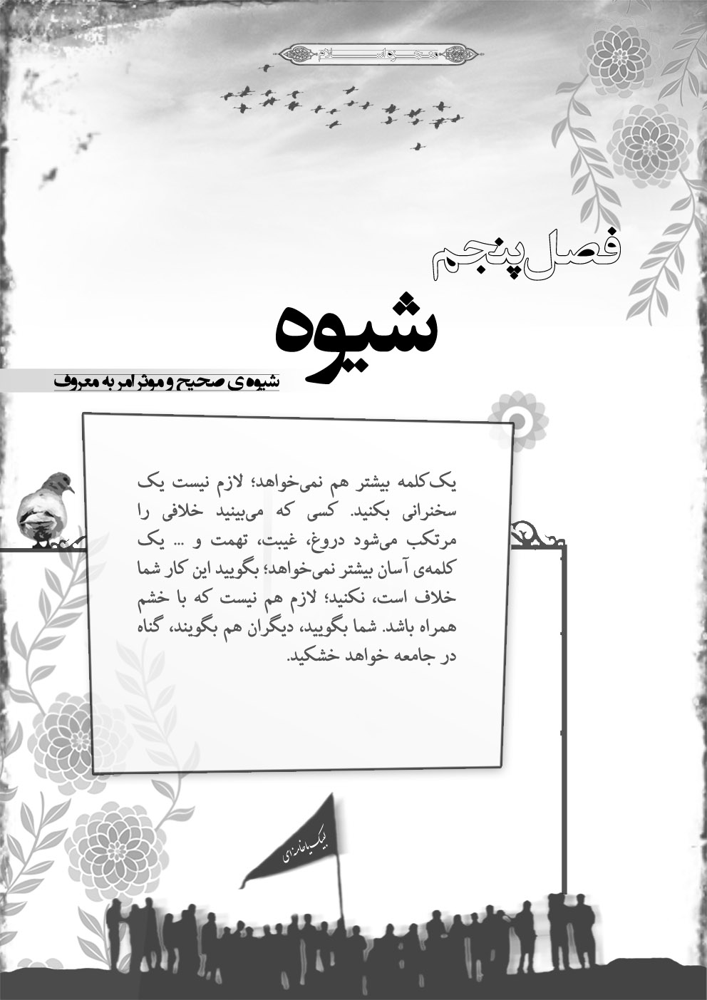 معجزه اسلام
فصل پنجم
شیوه
شیوه‌ی صحیح و موثر امر به معروف
یک‌کلمه بیشتر هم نمی‌خواهد؛ لازم نیست یک
سخنرانی بکنید. کسی که می‌بینید خلافی را
مرتکب می‌شود دروغ، غیبت، تهمت و ... یک
کلمه‌ی آسان بیشتر نمی‌خواهد؛ بگویید این کار شما
خلاف است، نکنید؛ لازم هم نیست که با خشم
همراه باشد. شما بگویید، دیگران هم بگویند، گناه
در جامعه خواهد خشکید.
لبیک یا خامنه‌ای